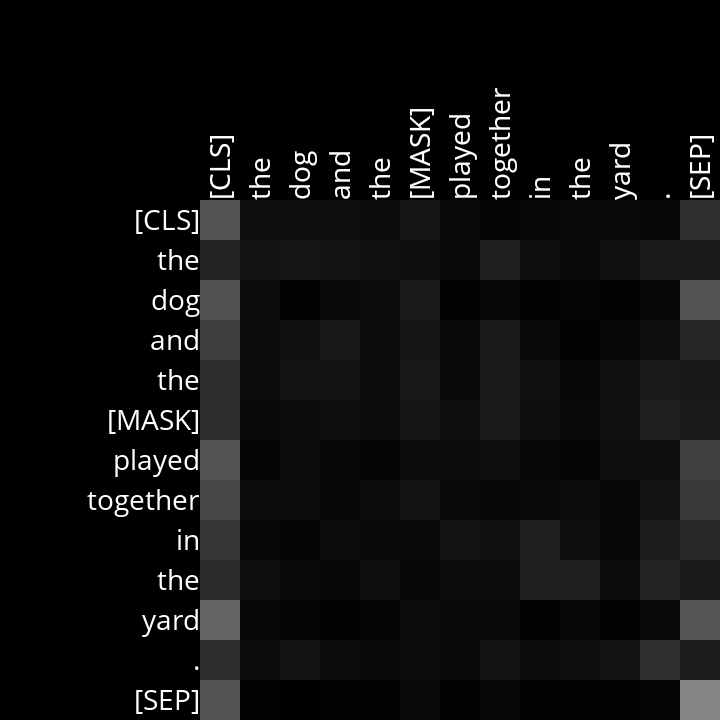 [CLS]
the
dog
and
the
[MASK]
played
together
in
the
yard
.
[SEP]
[CLS]
the
dog
and
the
[MASK]
played
together
in
the
yard
.
[SEP]